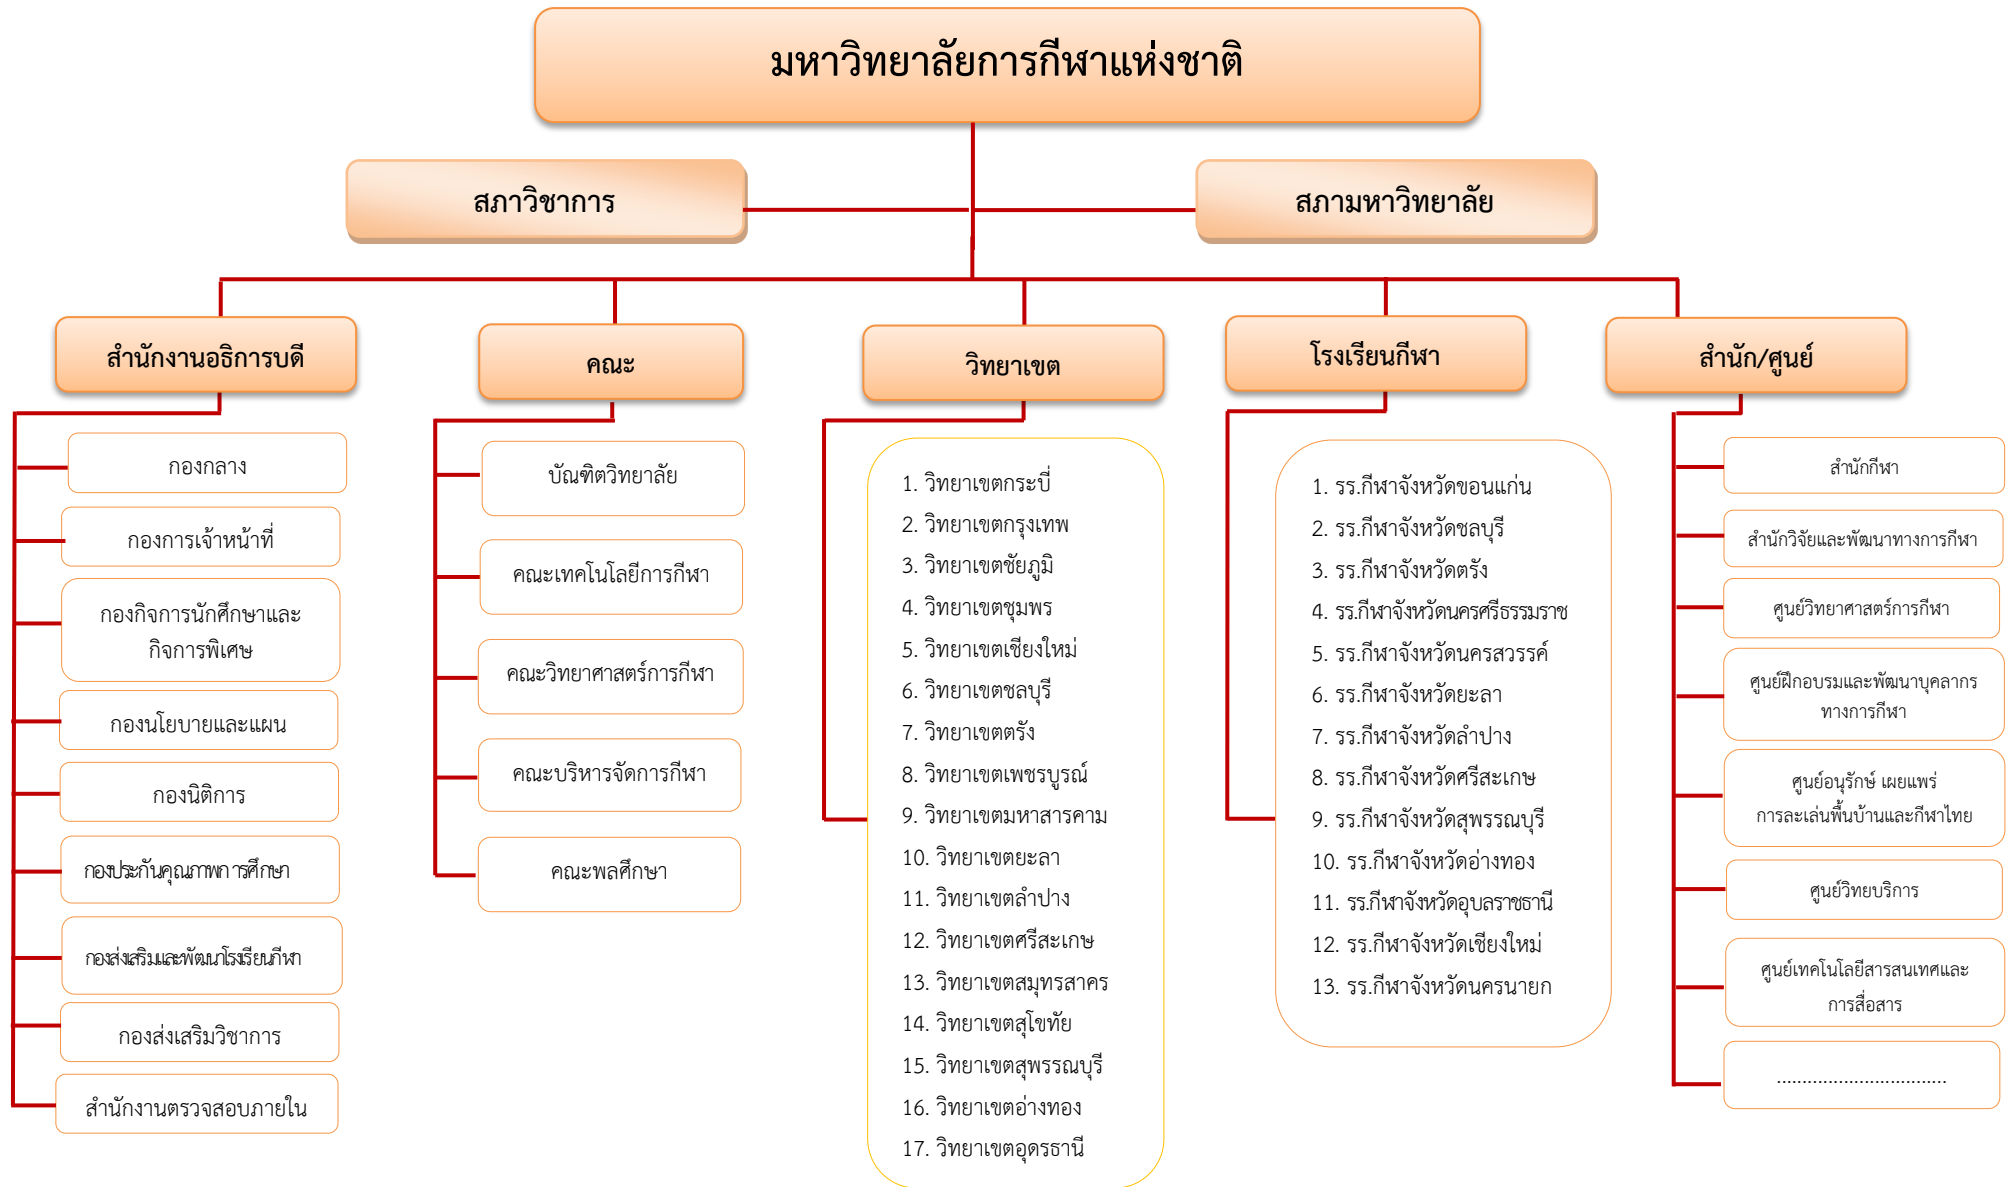 มหาวิทยาลัยการกีฬาแห่งชาติ
สภาวิชาการ
สภามหาวิทยาลัย
สำนักงานอธิการบดี
กองกลาง
กองการเจ้าหน้าที่
กองกิจการนักศึกษาและ
กิจการพิเศษ
กองนโยบายและแผน
กองนิติการ
กองประกันคุณภาพการศึกษา
กองส่งเสริมและพัฒนาโรงเรียนกีฬา
กองส่งเสริมวิชาการ
สำนักงานตรวจสอบภายใน
คณะ
บัณฑิตวิทยาลัย
คณะเทคโนโลยีการกีฬา
คณะวิทยาศาสตร์การกีฬา
คณะบริหารจัดการกีฬา
คณะพลศึกษา
วิทยาเขต
1. วิทยาเขตกระบี่
2. วิทยาเขตกรุงเทพ
3. วิทยาเขตชัยภูมิ
4. วิทยาเขตชุมพร
5. วิทยาเขตเชียงใหม่
6. วิทยาเขตชลบุรี
7. วิทยาเขตตรัง
8. วิทยาเขตเพชรบูรณ์
9. วิทยาเขตมหาสารคาม
10. วิทยาเขตยะลา
11. วิทยาเขตลำปาง
12. วิทยาเขตศรีสะเกษ
13. วิทยาเขตสมุทรสาคร
14. วิทยาเขตสุโขทัย
15. วิทยาเขตสุพรรณบุรี
16. วิทยาเขตอ่างทอง
17. วิทยาเขตอุดรธานี
โรงเรียนกีฬา
1. รร.กีฬาจังหวัดขอนแก่น
2. รร.กีฬาจังหวัดชลบุรี
3. รร.กีฬาจังหวัดตรัง
4. รร.กีฬาจังหวัดนครศรีธรรมราช
5. รร.กีฬาจังหวัดนครสวรรค์
6. รร.กีฬาจังหวัดยะลา
7. รร.กีฬาจังหวัดลำปาง
8. รร.กีฬาจังหวัดศรีสะเกษ
9. รร.กีฬาจังหวัดสุพรรณบุรี
10. รร.กีฬาจังหวัดอ่างทอง
11. รร.กีฬาจังหวัดอุบลราชธานี
12. รร.กีฬาจังหวัดเชียงใหม่
13. รร.กีฬาจังหวัดนครนายก
สำนัก/ศูนย์
สำนักกีฬา
สำนักวิจัยและพัฒนาทางการกีฬา
ศูนย์วิทยาศาสตร์การกีฬา
ศูนย์ฝึกอบรมและพัฒนาบุคลากร
ทางการกีฬา
ศูนย์อนุรักษ์ เผยแพร่
การละเล่นพื้นบ้านและกีฬาไทย
ศูนย์วิทยบริการ
ศูนย์เทคโนโลยีสารสนเทศและ
การสื่อสาร
.................................